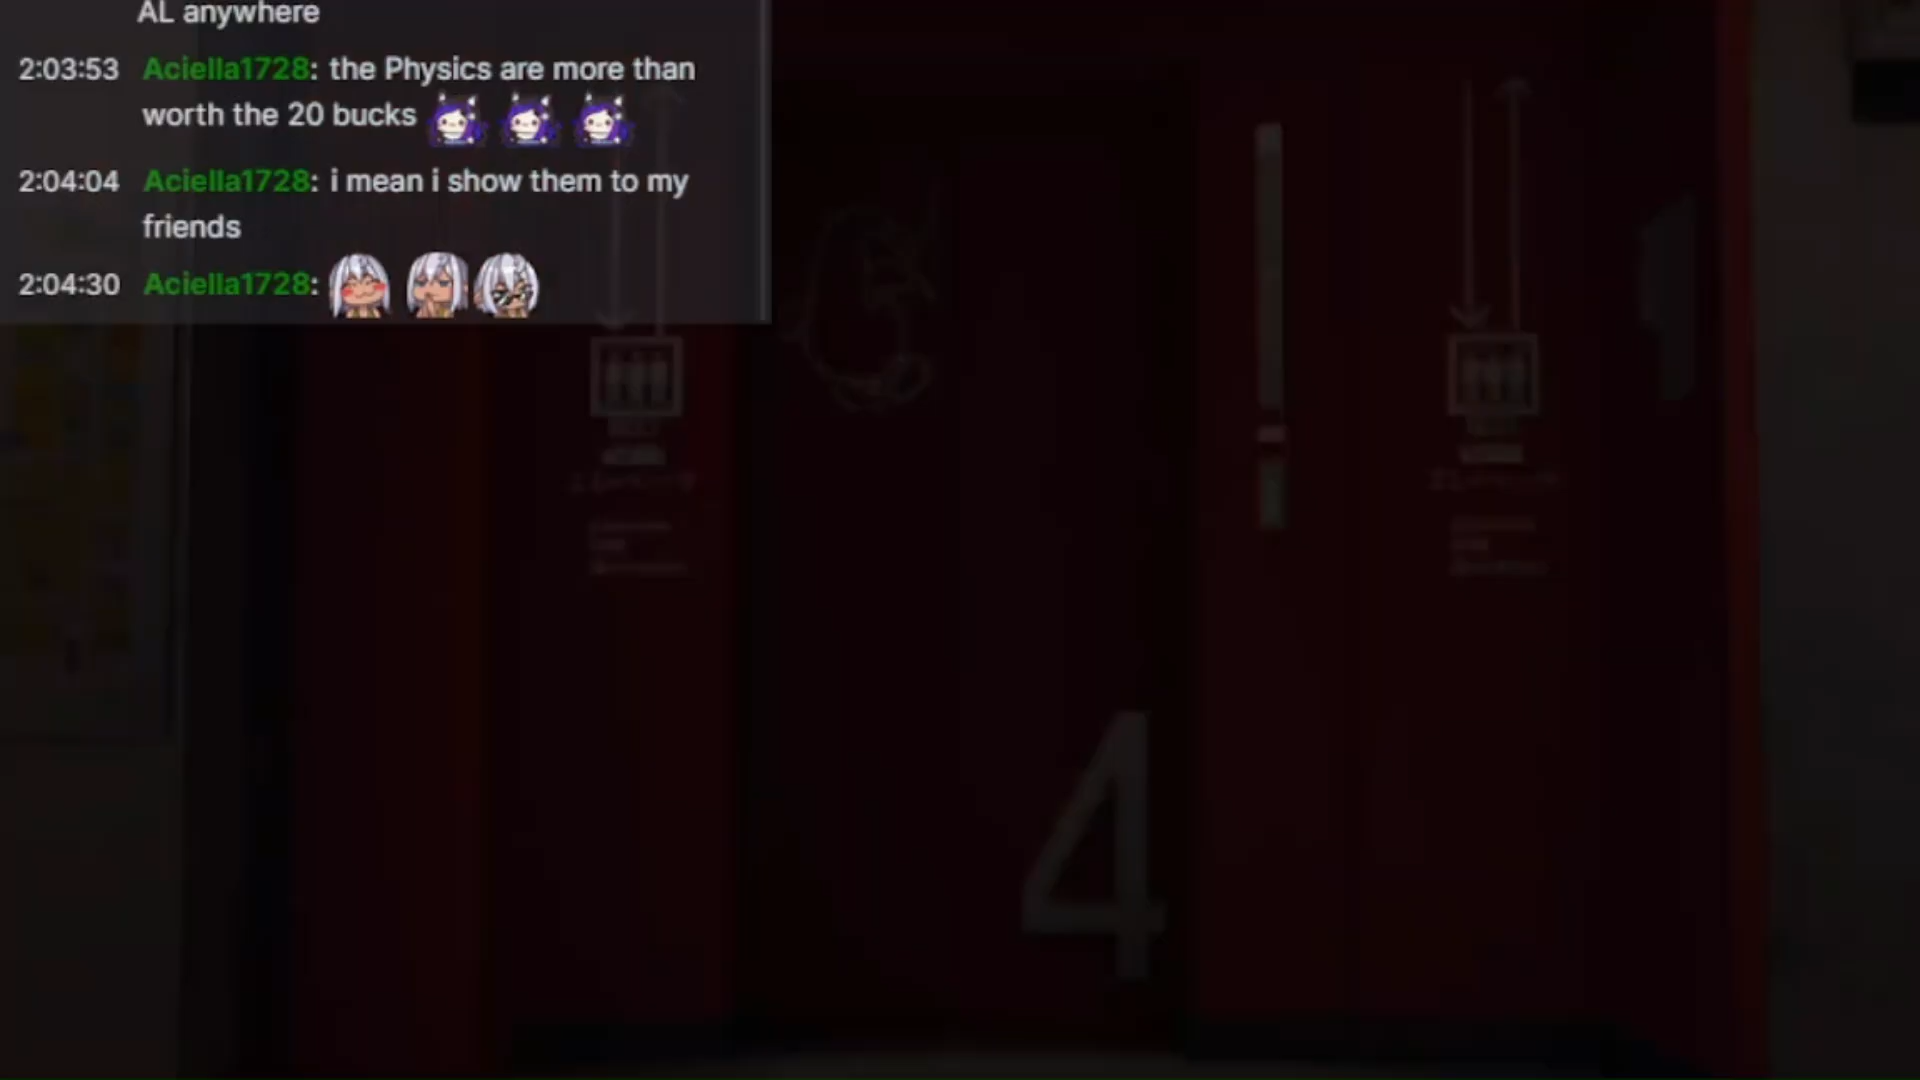 AL anywhere
2:03:53 Aciella1728: the Physics are more than
worth the 20 bucks
2:04:04 Aciella1728: i mean i show them to my
friends
2:04:30 Aciella1728:
4